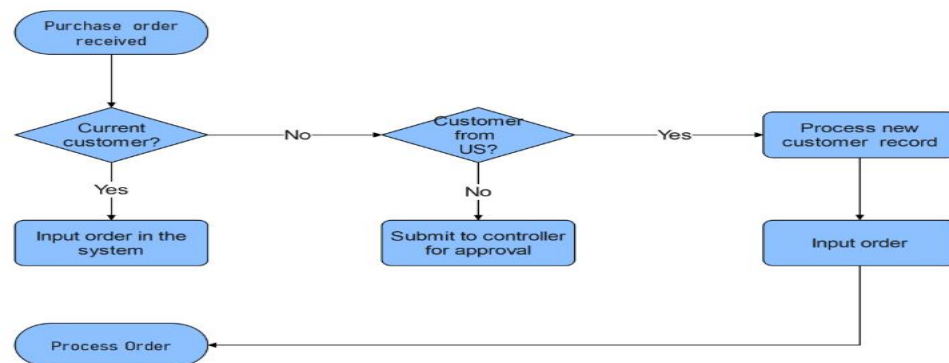 Purchase order
received
Current
customer?
No
Customer
from
US?
Yes
Process new
customer record
Yes
No
Input order in the
system
Submit to controller
for approval
Input order
Process Order